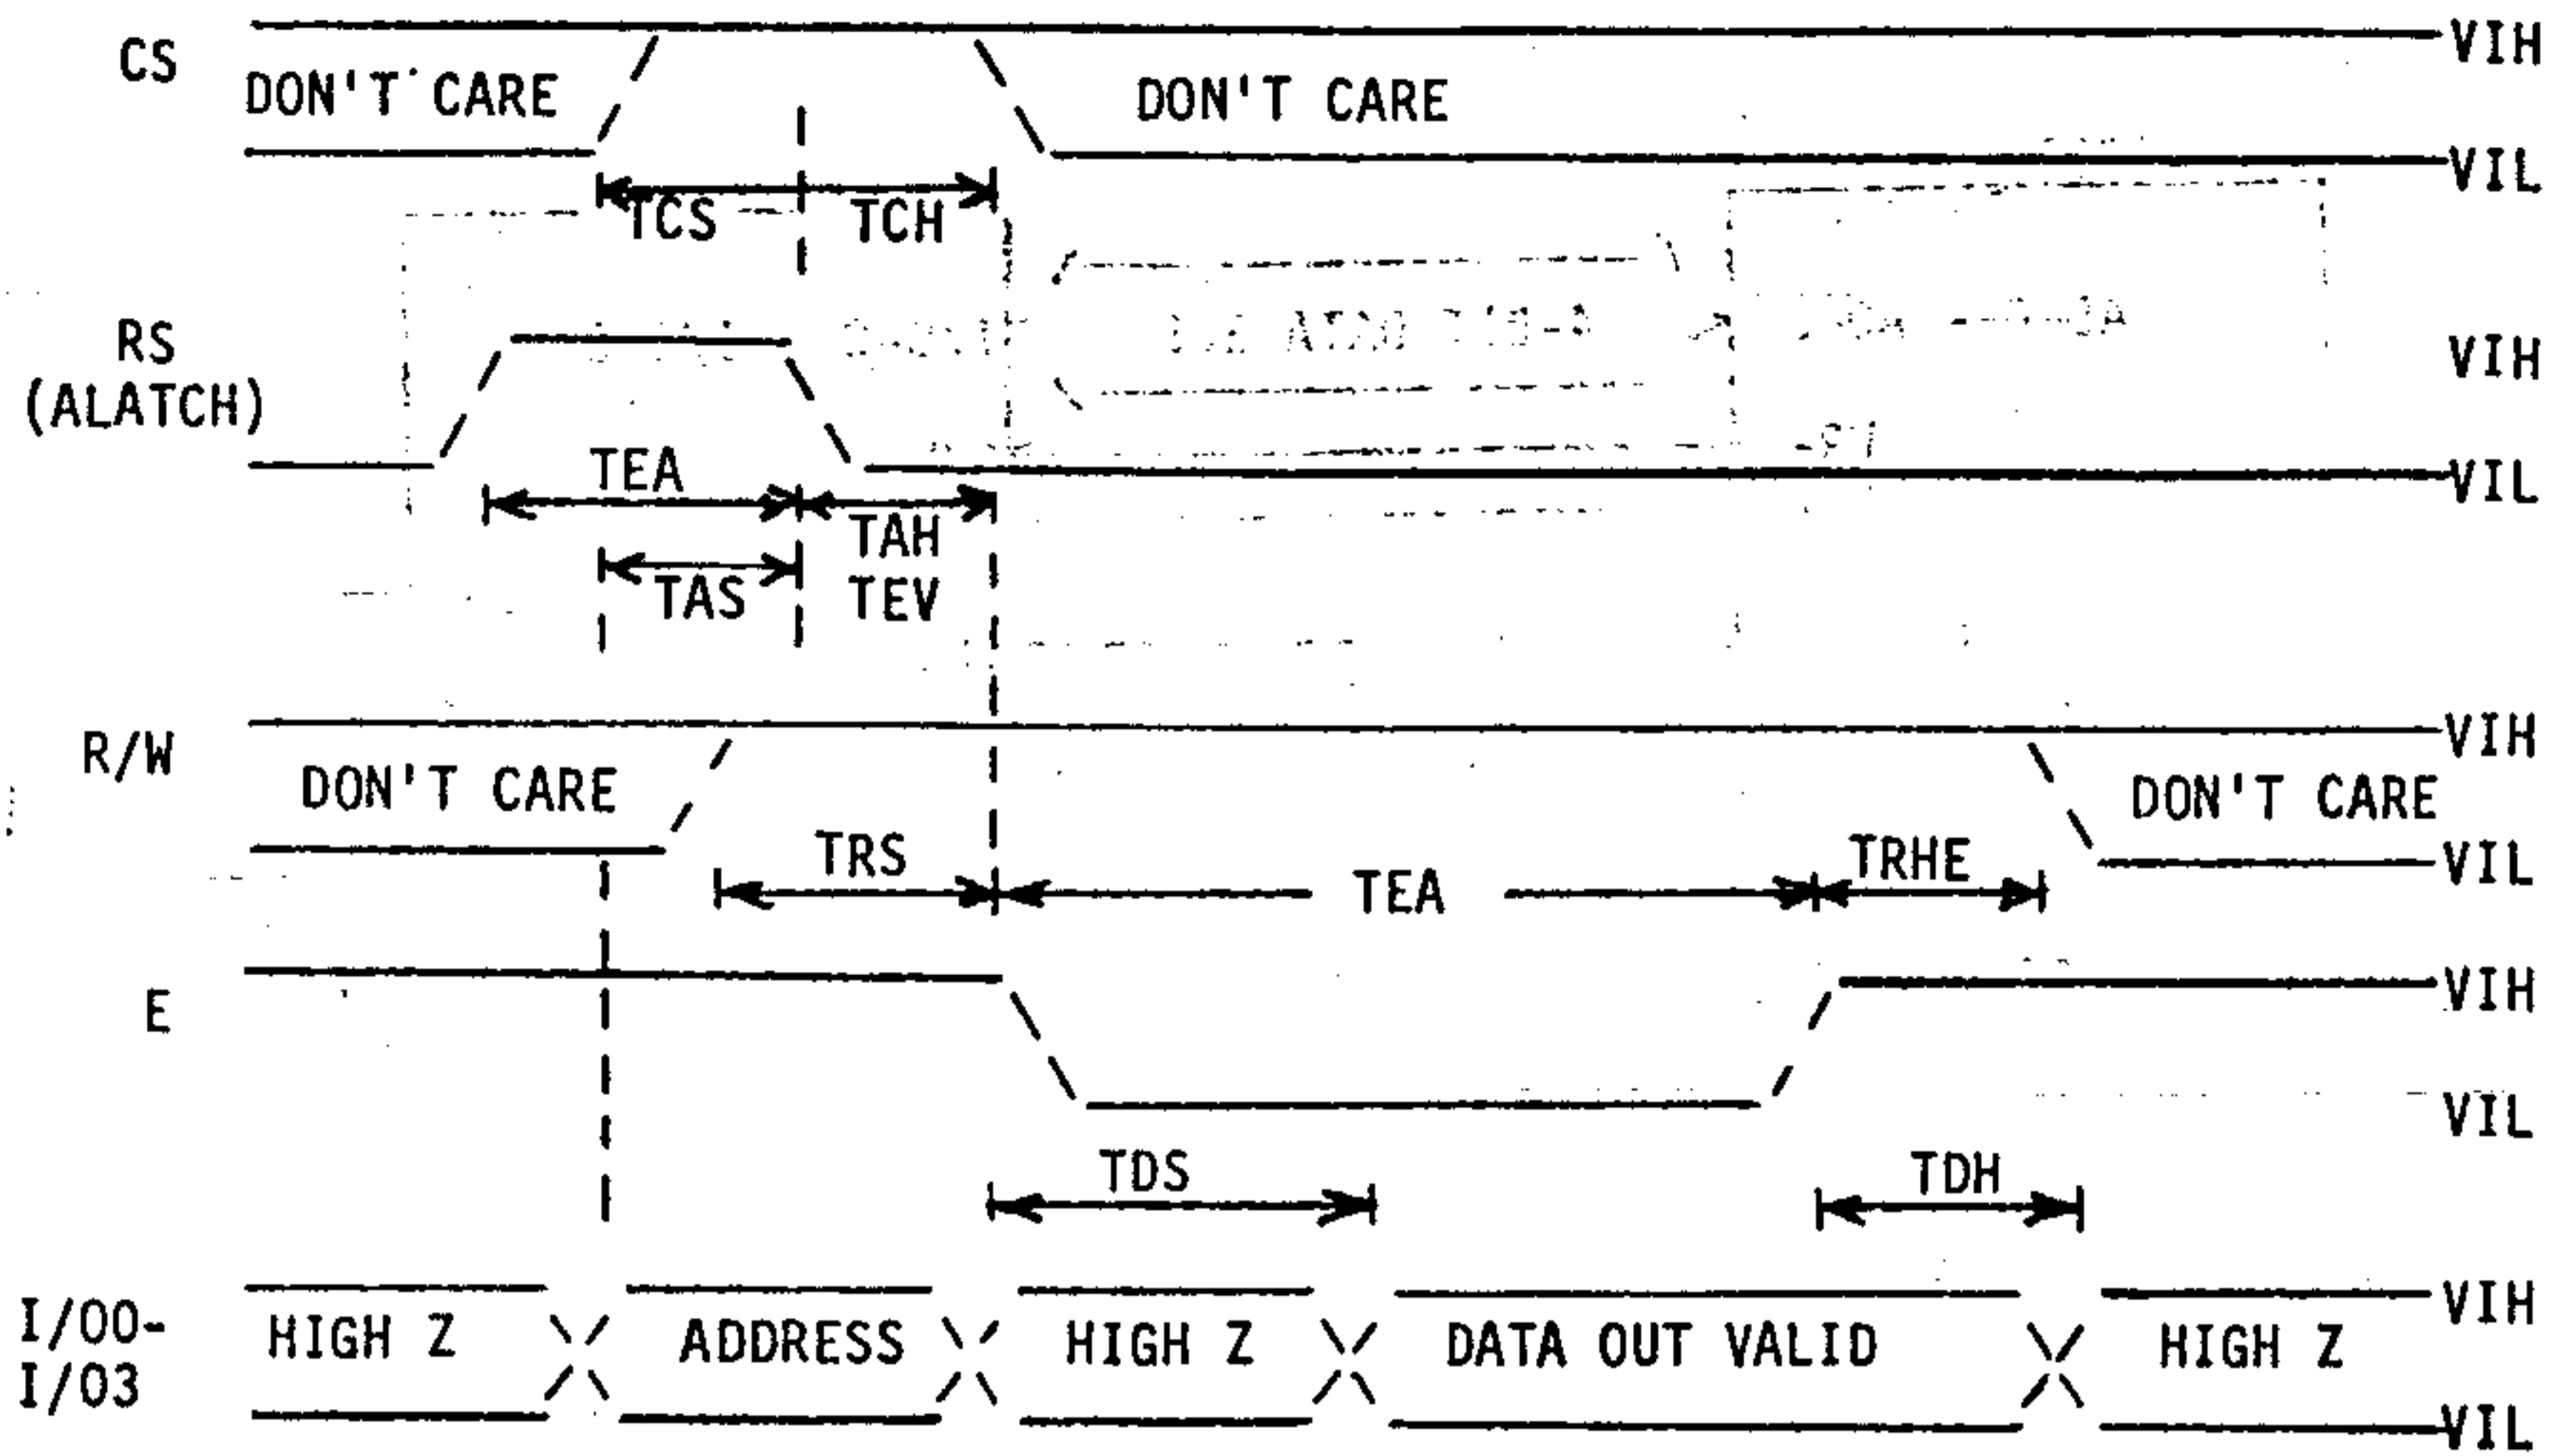 CS
VIH
DON'T CARE
DON'T CARE
VIL
TCS
TCH
RS
(ALATCH)
VIH
TEA
VIL
TAH
TAS
TEV
R/W
VIH
DON'T CARE
DON'T CARE
TRS
TEA
TRHE
VIL
E
VIH
VIL
TDS
TDH
I/00-
I/03
VIH
HIGH Z
ADDRESS
HIGH Z
DATA OUT VALID
HIGH Z
VIL